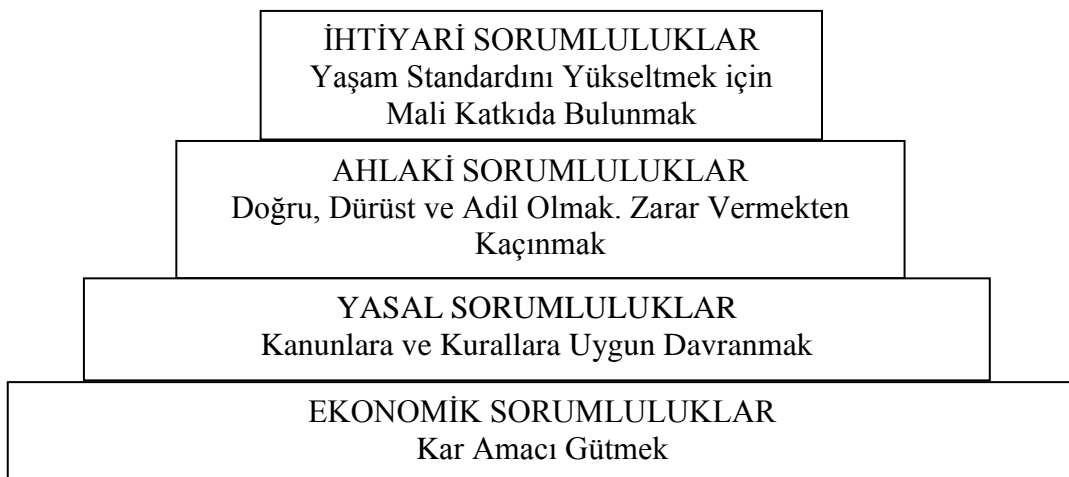 İHTİYARİ SORUMLULUKLAR
Yaşam Standardını Yükseltmek için
Mali Katkıda Bulunmak
AHLAKİ SORUMLULUKLAR
Doğru, Dürüst ve Adil Olmak. Zarar Vermekten
Kaçınmak
YASAL SORUMLULUKLAR
Kanunlara ve Kurallara Uygun Davranmak
EKONOMİK SORUMLULUKLAR
Kar Amacı Gütmek